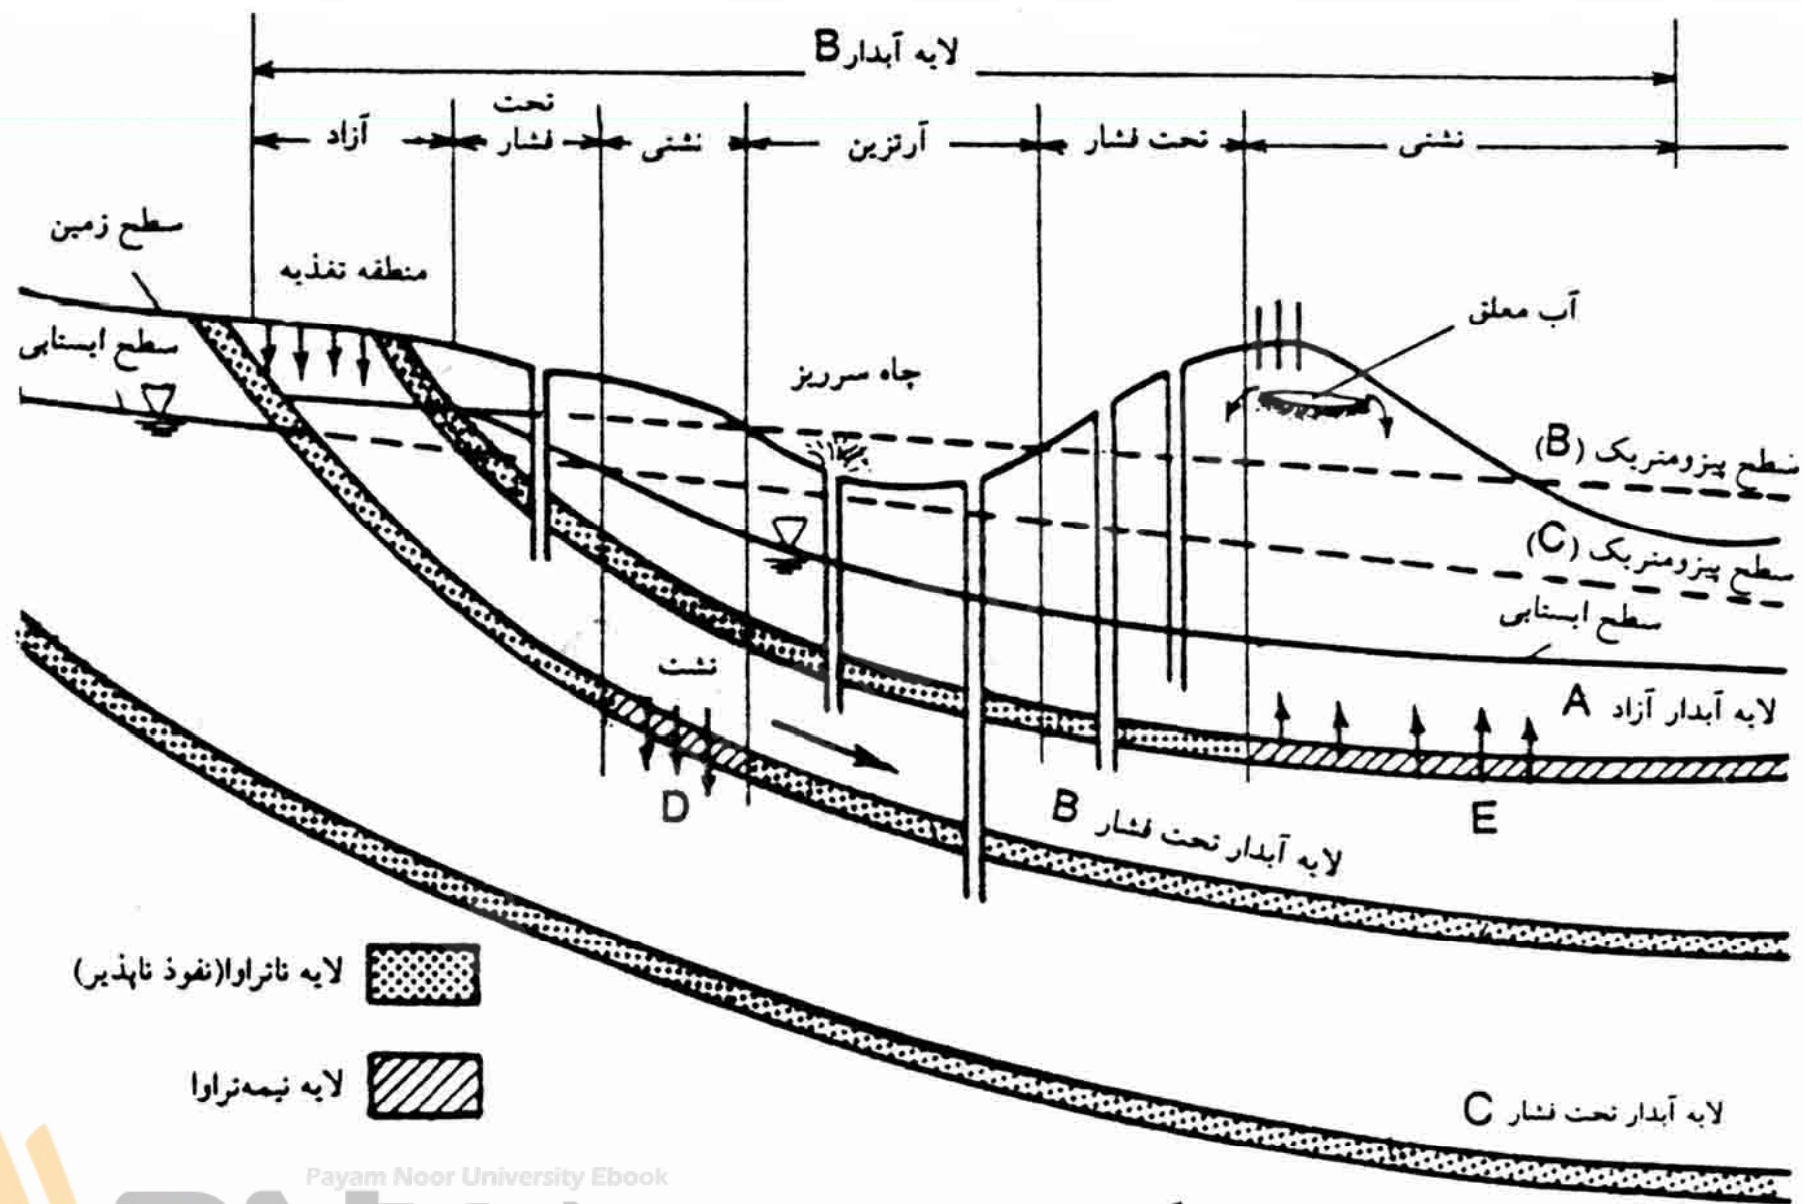 لایه آبدار B
آزاد
تحت
فشار
نشتی
آرتزین
تحت فشار
نشتی
سطح زمین
منطقه تغذیه
آب معلق
سطح ایستابی
چاه سرریز
سطح پیزومتریک (B)
سطح پیزومتریک (C)
سطح ایستابی
نشت
لایه آبدار آزاد A
D
لایه آبدار تحت فشار B
E
لایه ناتراوا(نفوذ ناپذیر)
لایه نیمه‌تراوا
لایه آبدار تحت فشار C
Payam Noor University Ebook